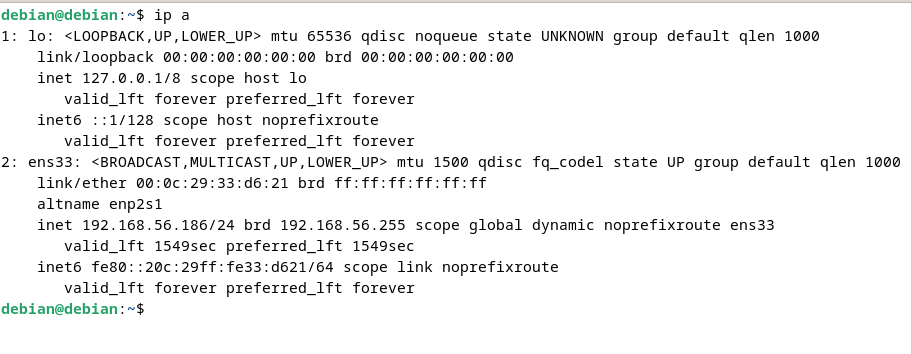 debian@debian:~$ ip a
1: lo: <LOOPBACK,UP,LOWER_UP> mtu 65536 qdisc noqueue state UNKNOWN group default qlen 1000
    link/loopback 00:00:00:00:00:00 brd 00:00:00:00:00:00
    inet 127.0.0.1/8 scope host lo
       valid_lft forever preferred_lft forever
    inet6 ::1/128 scope host noprefixroute
       valid_lft forever preferred_lft forever
2: ens33: <BROADCAST,MULTICAST,UP,LOWER_UP> mtu 1500 qdisc fq_codel state UP group default qlen 1000
    link/ether 00:0c:29:33:d6:21 brd ff:ff:ff:ff:ff:ff
    altname enp2s1
    inet 192.168.56.186/24 brd 192.168.56.255 scope global dynamic noprefixroute ens33
       valid_lft 1549sec preferred_lft 1549sec
    inet6 fe80::20c:29ff:fe33:d621/64 scope link noprefixroute
       valid_lft forever preferred_lft forever
debian@debian:~$